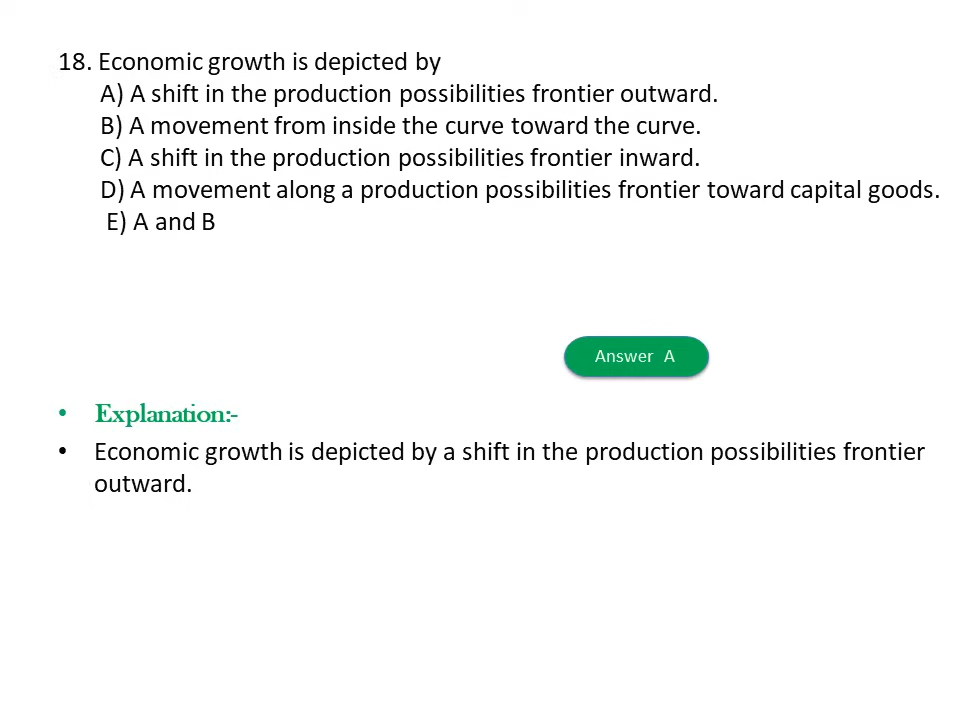 18. Economic growth is depicted by
A) A shift in the production possibilities frontier outward.
B) A movement from inside the curve toward the curve.
C) A shift in the production possibilities frontier inward.
D) A movement along a production possibilities frontier toward capital goods.
E) A and B
Answer A
• Explanation:-
• Economic growth is depicted by a shift in the production possibilities frontier
outward.